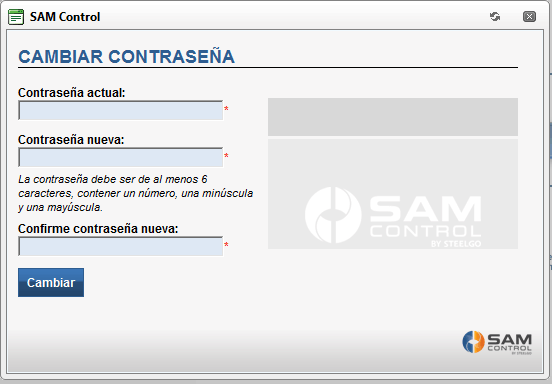 SAM Control
CAMBIAR CONTRASEÑA
Contraseña actual:
*
Contraseña nueva:
*
La contraseña debe ser de al menos 6
caracteres, contener un número, una minúscula
y una mayúscula.
Confirme contraseña nueva:
*
Cambiar
SAM
CONTROL
BY STEELGO
SAM
CONTROL
BY STEELGO